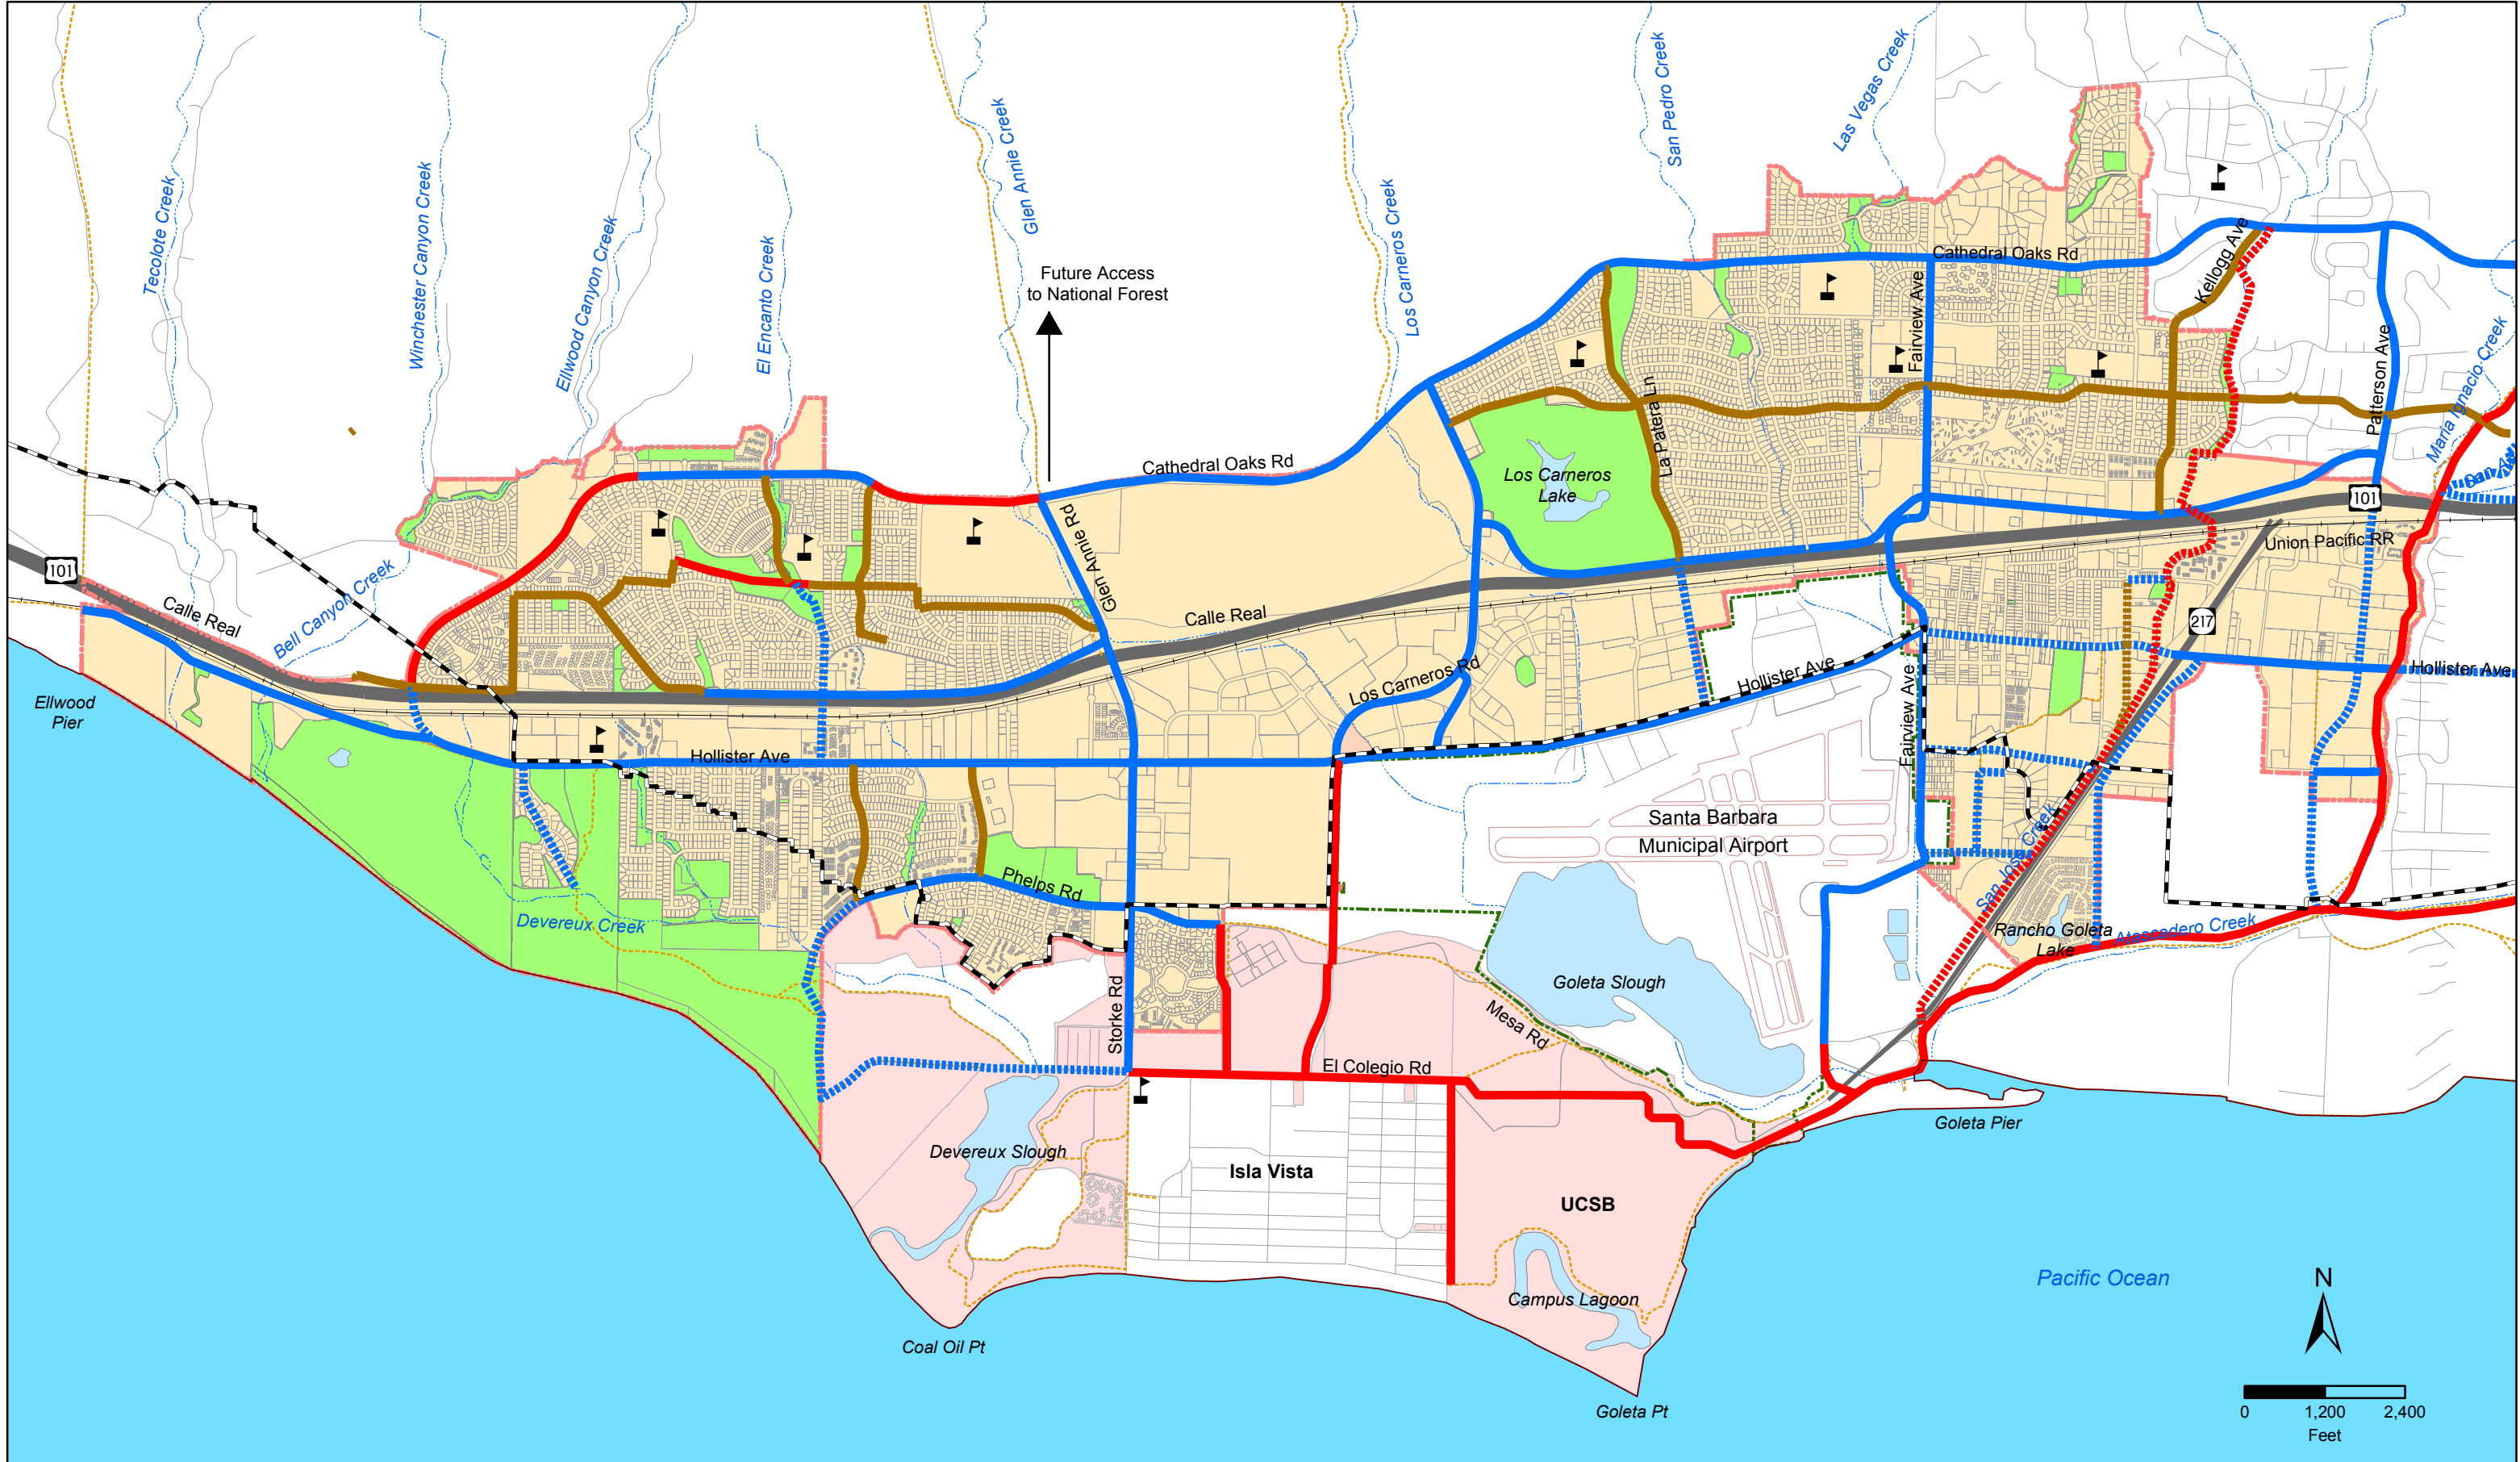 Tecolote Creek
Winchester Canyon Creek
Ellwood Canyon Creek
El Encanto Creek
Glen Annie Creek
Los Carneros Creek
San Pedro Creek
Las Vegas Creek
Maria Ignacio Creek
Future Access
to National Forest
Cathedral Oaks Rd
Kellogg Ave
Fairview Ave
Patterson Ave
La Patera Ln
Cathedral Oaks Rd
Los Carneros
Lake
Glen Annie Rd
101
Union Pacific RR
101
Calle Real
Bell Canyon Creek
Calle Real
217
Hollister Ave
Los Carneros Rd
Hollister Ave
Fairview Ave
Ellwood
Pier
Hollister Ave
Santa Barbara
Municipal Airport
Phelps Rd
San Jose Creek
Devereux Creek
Atascadero Creek
Rancho Goleta
Lake
Goleta Slough
Storke Rd
Mesa Rd
El Colegio Rd
Goleta Pier
Devereux Slough
Isla Vista
UCSB
Campus Lagoon
Pacific Ocean
N
Coal Oil Pt
Goleta Pt
0 1,200 2,400
Feet